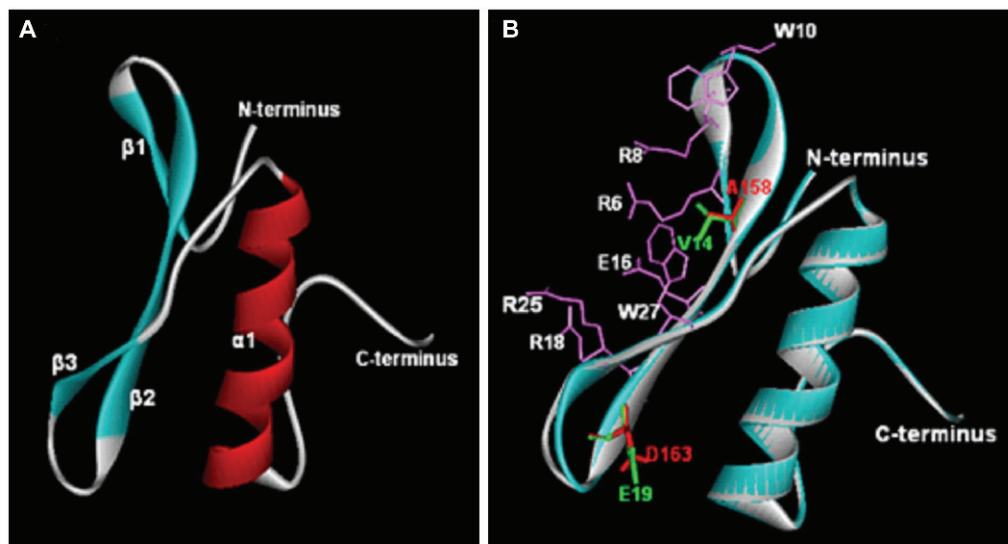 A
N-terminus
β1
α1
C-terminus
β3
β2
B
W10
R8
N-terminus
R6
A158
V14
E16
R25
W27
R18
C-terminus
D163
E19